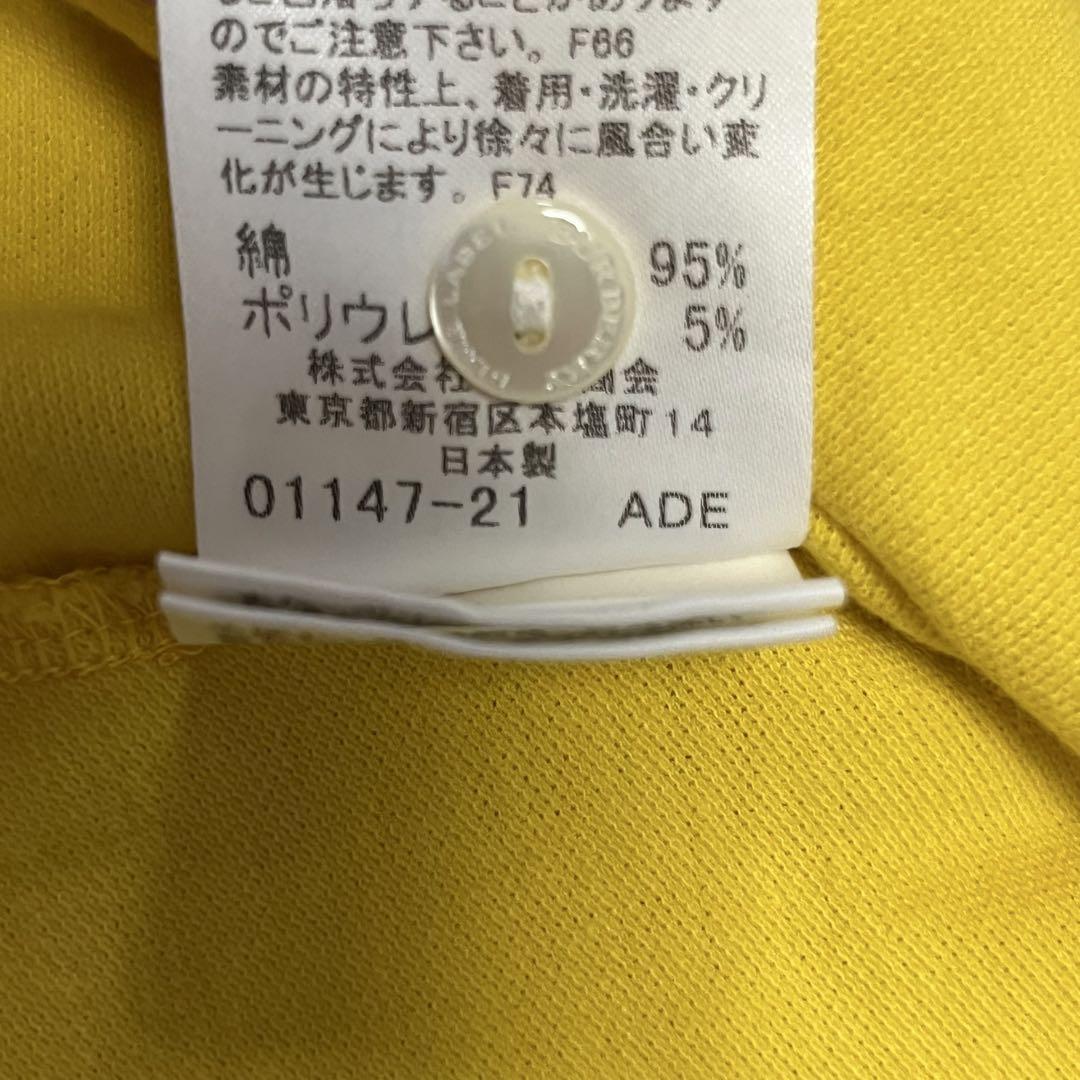 のでご注意下さい。F66
素材の特性上、着用・洗濯・クリ
ーニングにより徐々に風合い変
化が生じます。F74
綿 95%
ポリウレ 5%
株式会 商会
東京都新宿区本塩町14
日本製
01147-21 ADE
LABEL